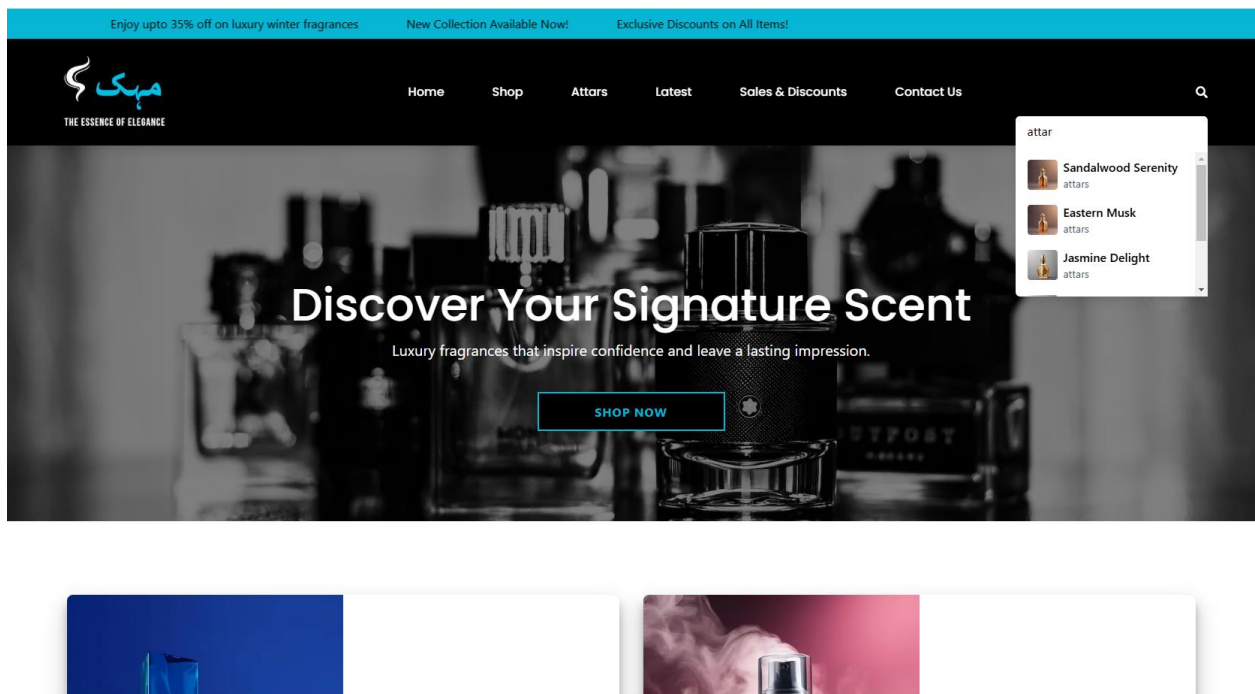 Enjoy upto 35% off on luxury winter fragrances New Collection Available Now! Exclusive Discounts on All Items!
مہک
THE ESSENCE OF ELEGANCE
Home Shop Attars Latest Sales & Discounts Contact Us
attar
Sandalwood Serenity
attars
Eastern Musk
attars
Jasmine Delight
attars
Discover Your Signature Scent
Luxury fragrances that inspire confidence and leave a lasting impression.
SHOP NOW